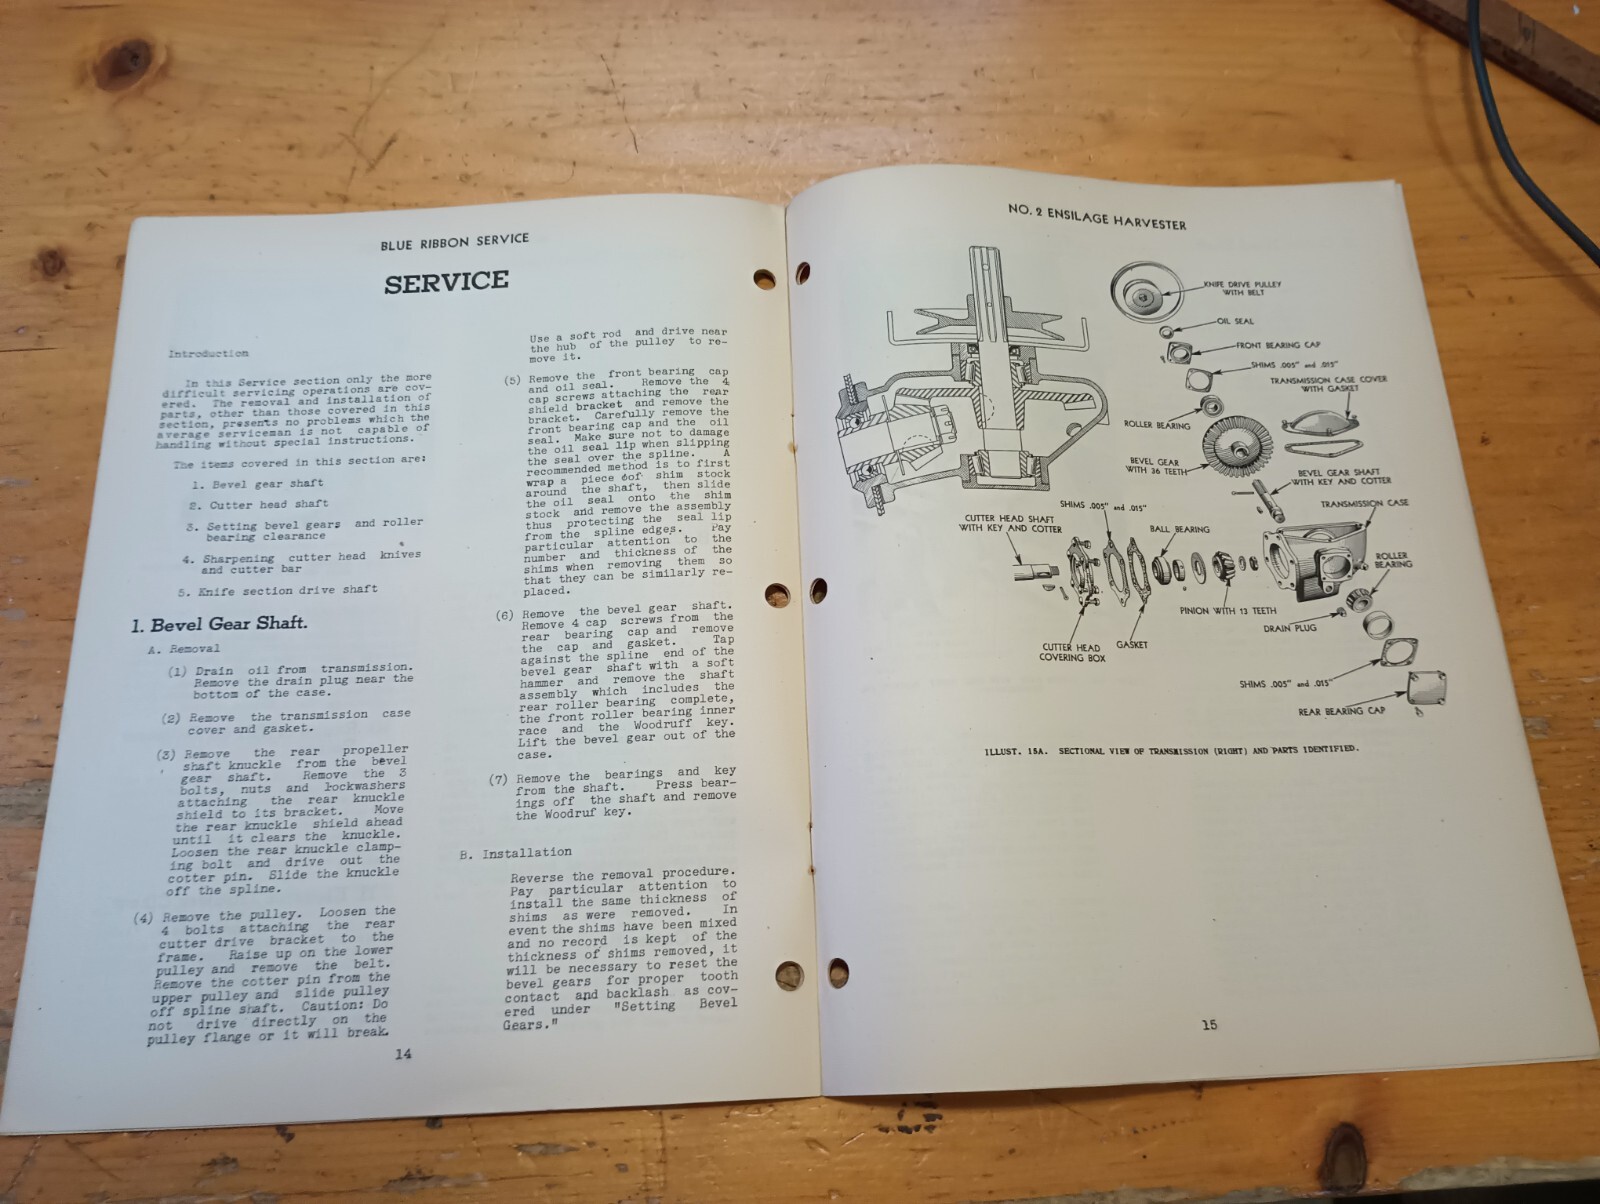 BLUE RIBBON SERVICE
SERVICE
Introduction
In this Service section only the more
difficult servicing operations are cov-
ered. The removal and installation of
parts, other than those covered in this
section, presents no problems which the
average serviceman is not capable of
handling without special instructions.
The items covered in this section are:
1. Bevel gear shaft
2. Cutter head shaft
3. Setting bevel gears and roller
bearing clearance
4. Sharpening cutter head knives
and cutter bar
5. Knife section drive shaft
1. Bevel Gear Shaft.
A. Removal
(1) Drain oil from transmission.
Remove the drain plug near the
bottom of the case.
(2) Remove the transmission case
cover and gasket.
(3) Remove the rear propeller
shaft knuckle from the bevel
gear shaft. Remove the 3
bolts, nuts and lockwashers
attaching the rear knuckle
shield to its bracket. Move
the rear knuckle shield ahead
until it clears the knuckle.
Loosen the rear knuckle clamp-
ing bolt and drive out the
cotter pin. Slide the knuckle
off the spline.
(4) Remove the pulley. Loosen the
4 bolts attaching the rear
cutter drive bracket to the
frame. Raise up on the lower
pulley and remove the belt.
Remove the cotter pin from the
upper pulley and slide pulley
off spline shaft. Caution: Do
not drive directly on the
pulley flange or it will break.
Use a soft rod and drive near
the hub of the pulley to re-
move it.
(5) Remove the front bearing cap
and oil seal. Remove the 4
cap screws attaching the rear
shield bracket and remove the
bracket. Carefully remove the
front bearing cap and the oil
seal. Make sure not to damage
the oil seal lip when slipping
the seal over the spline. A
recommended method is to first
wrap a piece 6of shim stock
around the shaft, then slide
the oil seal onto the shim
stock and remove the assembly
thus protecting the seal lip
from the spline edges. Pay
particular attention to the
number and thickness of the
shims when removing them so
that they can be similarly re-
placed.
(6) Remove the bevel gear shaft.
Remove 4 cap screws from the
rear bearing cap and remove
the cap and gasket. Tap
against the spline end of the
bevel gear shaft with a soft
hammer and remove the shaft
assembly which includes the
rear roller bearing complete,
the front roller bearing inner
race and the Woodruff key.
Lift the bevel gear out of the
case.
(7) Remove the bearings and key
from the shaft. Press bear-
ings off the shaft and remove
the Woodruf key.
B. Installation
Reverse the removal procedure.
Pay particular attention to
install the same thickness of
shims as were removed. In
event the shims have been mixed
and no record is kept of the
thickness of shims removed, it
will be necessary to reset the
bevel gears for proper tooth
contact and backlash as cov-
ered under "Setting Bevel
Gears."
14
NO. 2 ENSILAGE HARVESTER
KNIFE DRIVE PULLEY
WITH BELT
OIL SEAL
FRONT BEARING CAP
SHIMS .005" and .015"
TRANSMISSION CASE COVER
WITH GASKET
ROLLER BEARING
BEVEL GEAR
WITH 36 TEETH
BEVEL GEAR SHAFT
WITH KEY AND COTTER
TRANSMISSION CASE
SHIMS .005" and .015"
CUTTER HEAD SHAFT
WITH KEY AND COTTER
BALL BEARING
ROLLER
BEARING
PINION WITH 13 TEETH
DRAIN PLUG
CUTTER HEAD
COVERING BOX
GASKET
SHIMS .005" and .015"
REAR BEARING CAP
ILLUST. 15A. SECTIONAL VIEW OF TRANSMISSION (RIGHT) AND PARTS IDENTIFIED.
15